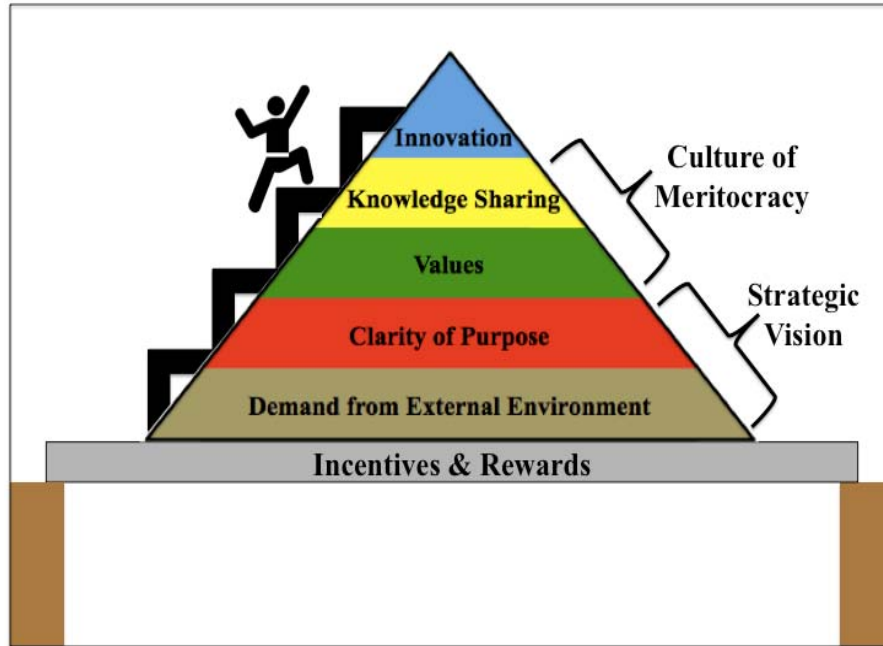 Innovation
Knowledge Sharing
Values
Clarity of Purpose
Demand from External Environment
Incentives & Rewards
Culture of
Meritocracy
Strategic
Vision